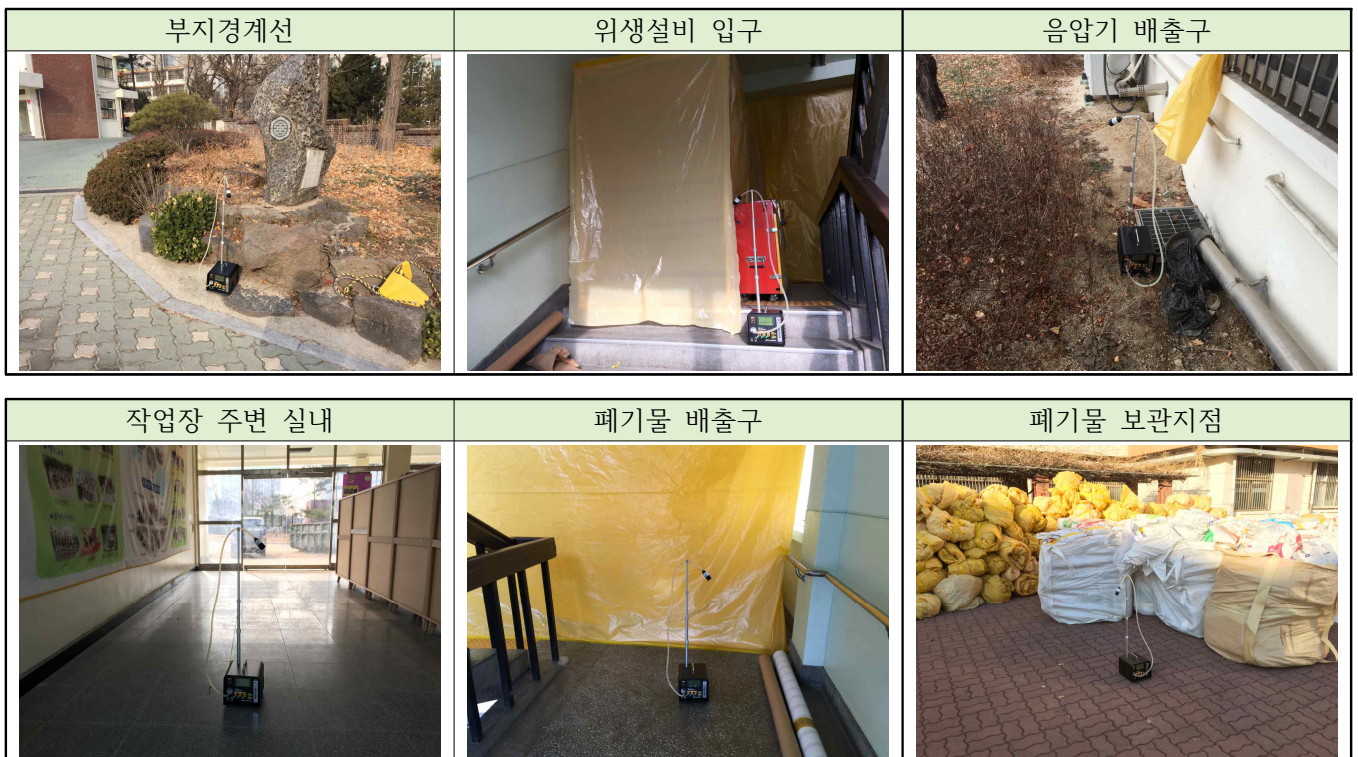 부지경계선
위생설비 입구
음압기 배출구
작업장 주변 실내
폐기물 배출구
폐기물 보관지점